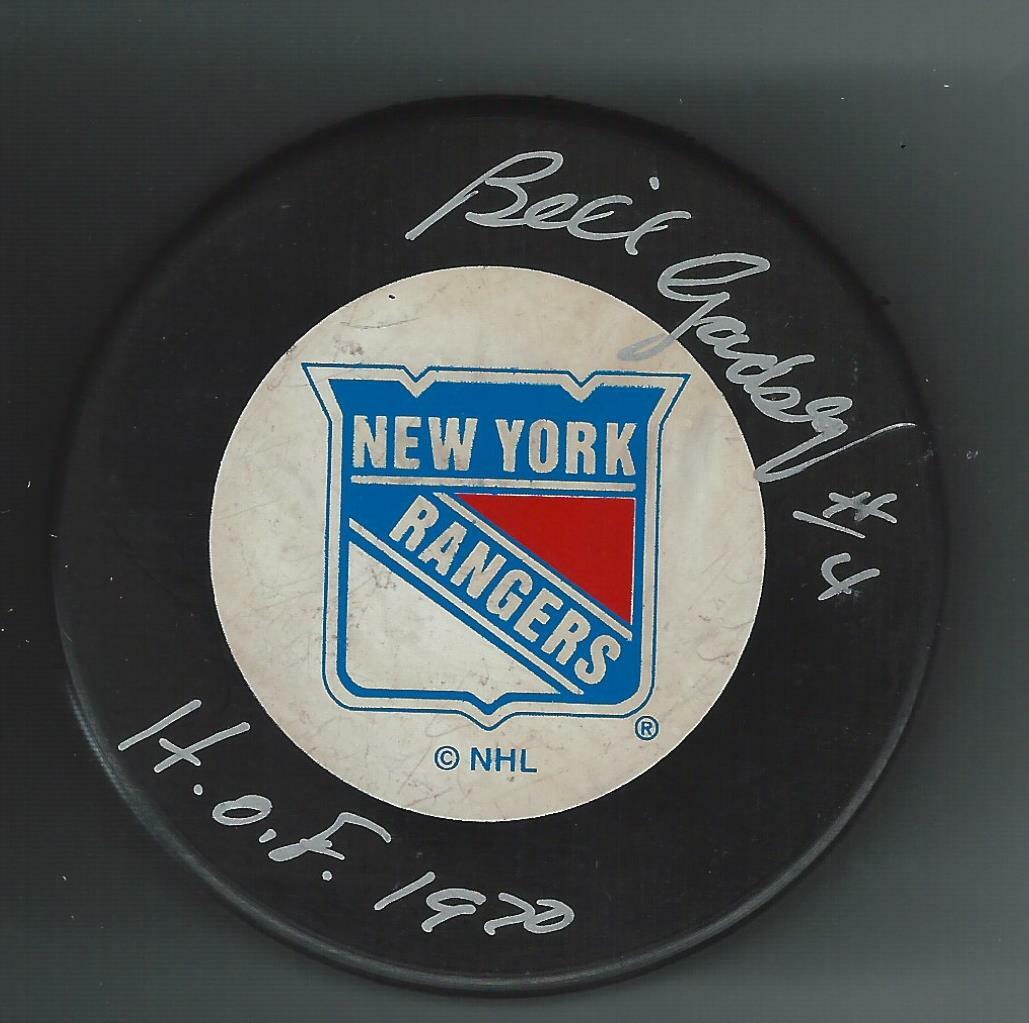 Bill Gadsby #4
NEW YORK
RANGERS
®
© NHL
H.O.F. 1970